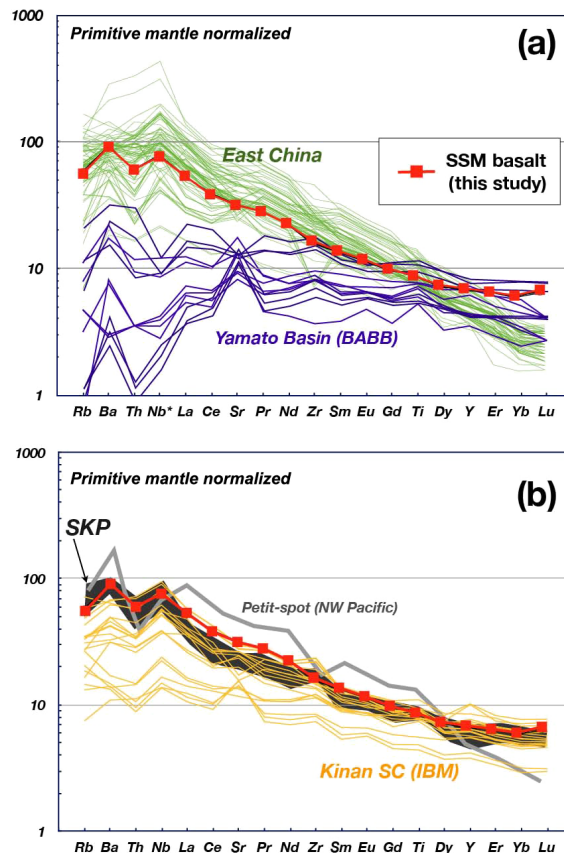 1000
Primitive mantle normalized
(a)
100
East China
SSM basalt
(this study)
10
Yamato Basin (BABB)
1
Rb Ba Th Nb* La Ce Sr Pr Nd Zr Sm Eu Gd Ti Dy Y Er Yb Lu
1000
Primitive mantle normalized
(b)
SKP
100
Petit-spot (NW Pacific)
10
Kinan SC (IBM)
1
Rb Ba Th Nb La Ce Sr Pr Nd Zr Sm Eu Gd Ti Dy Y Er Yb Lu